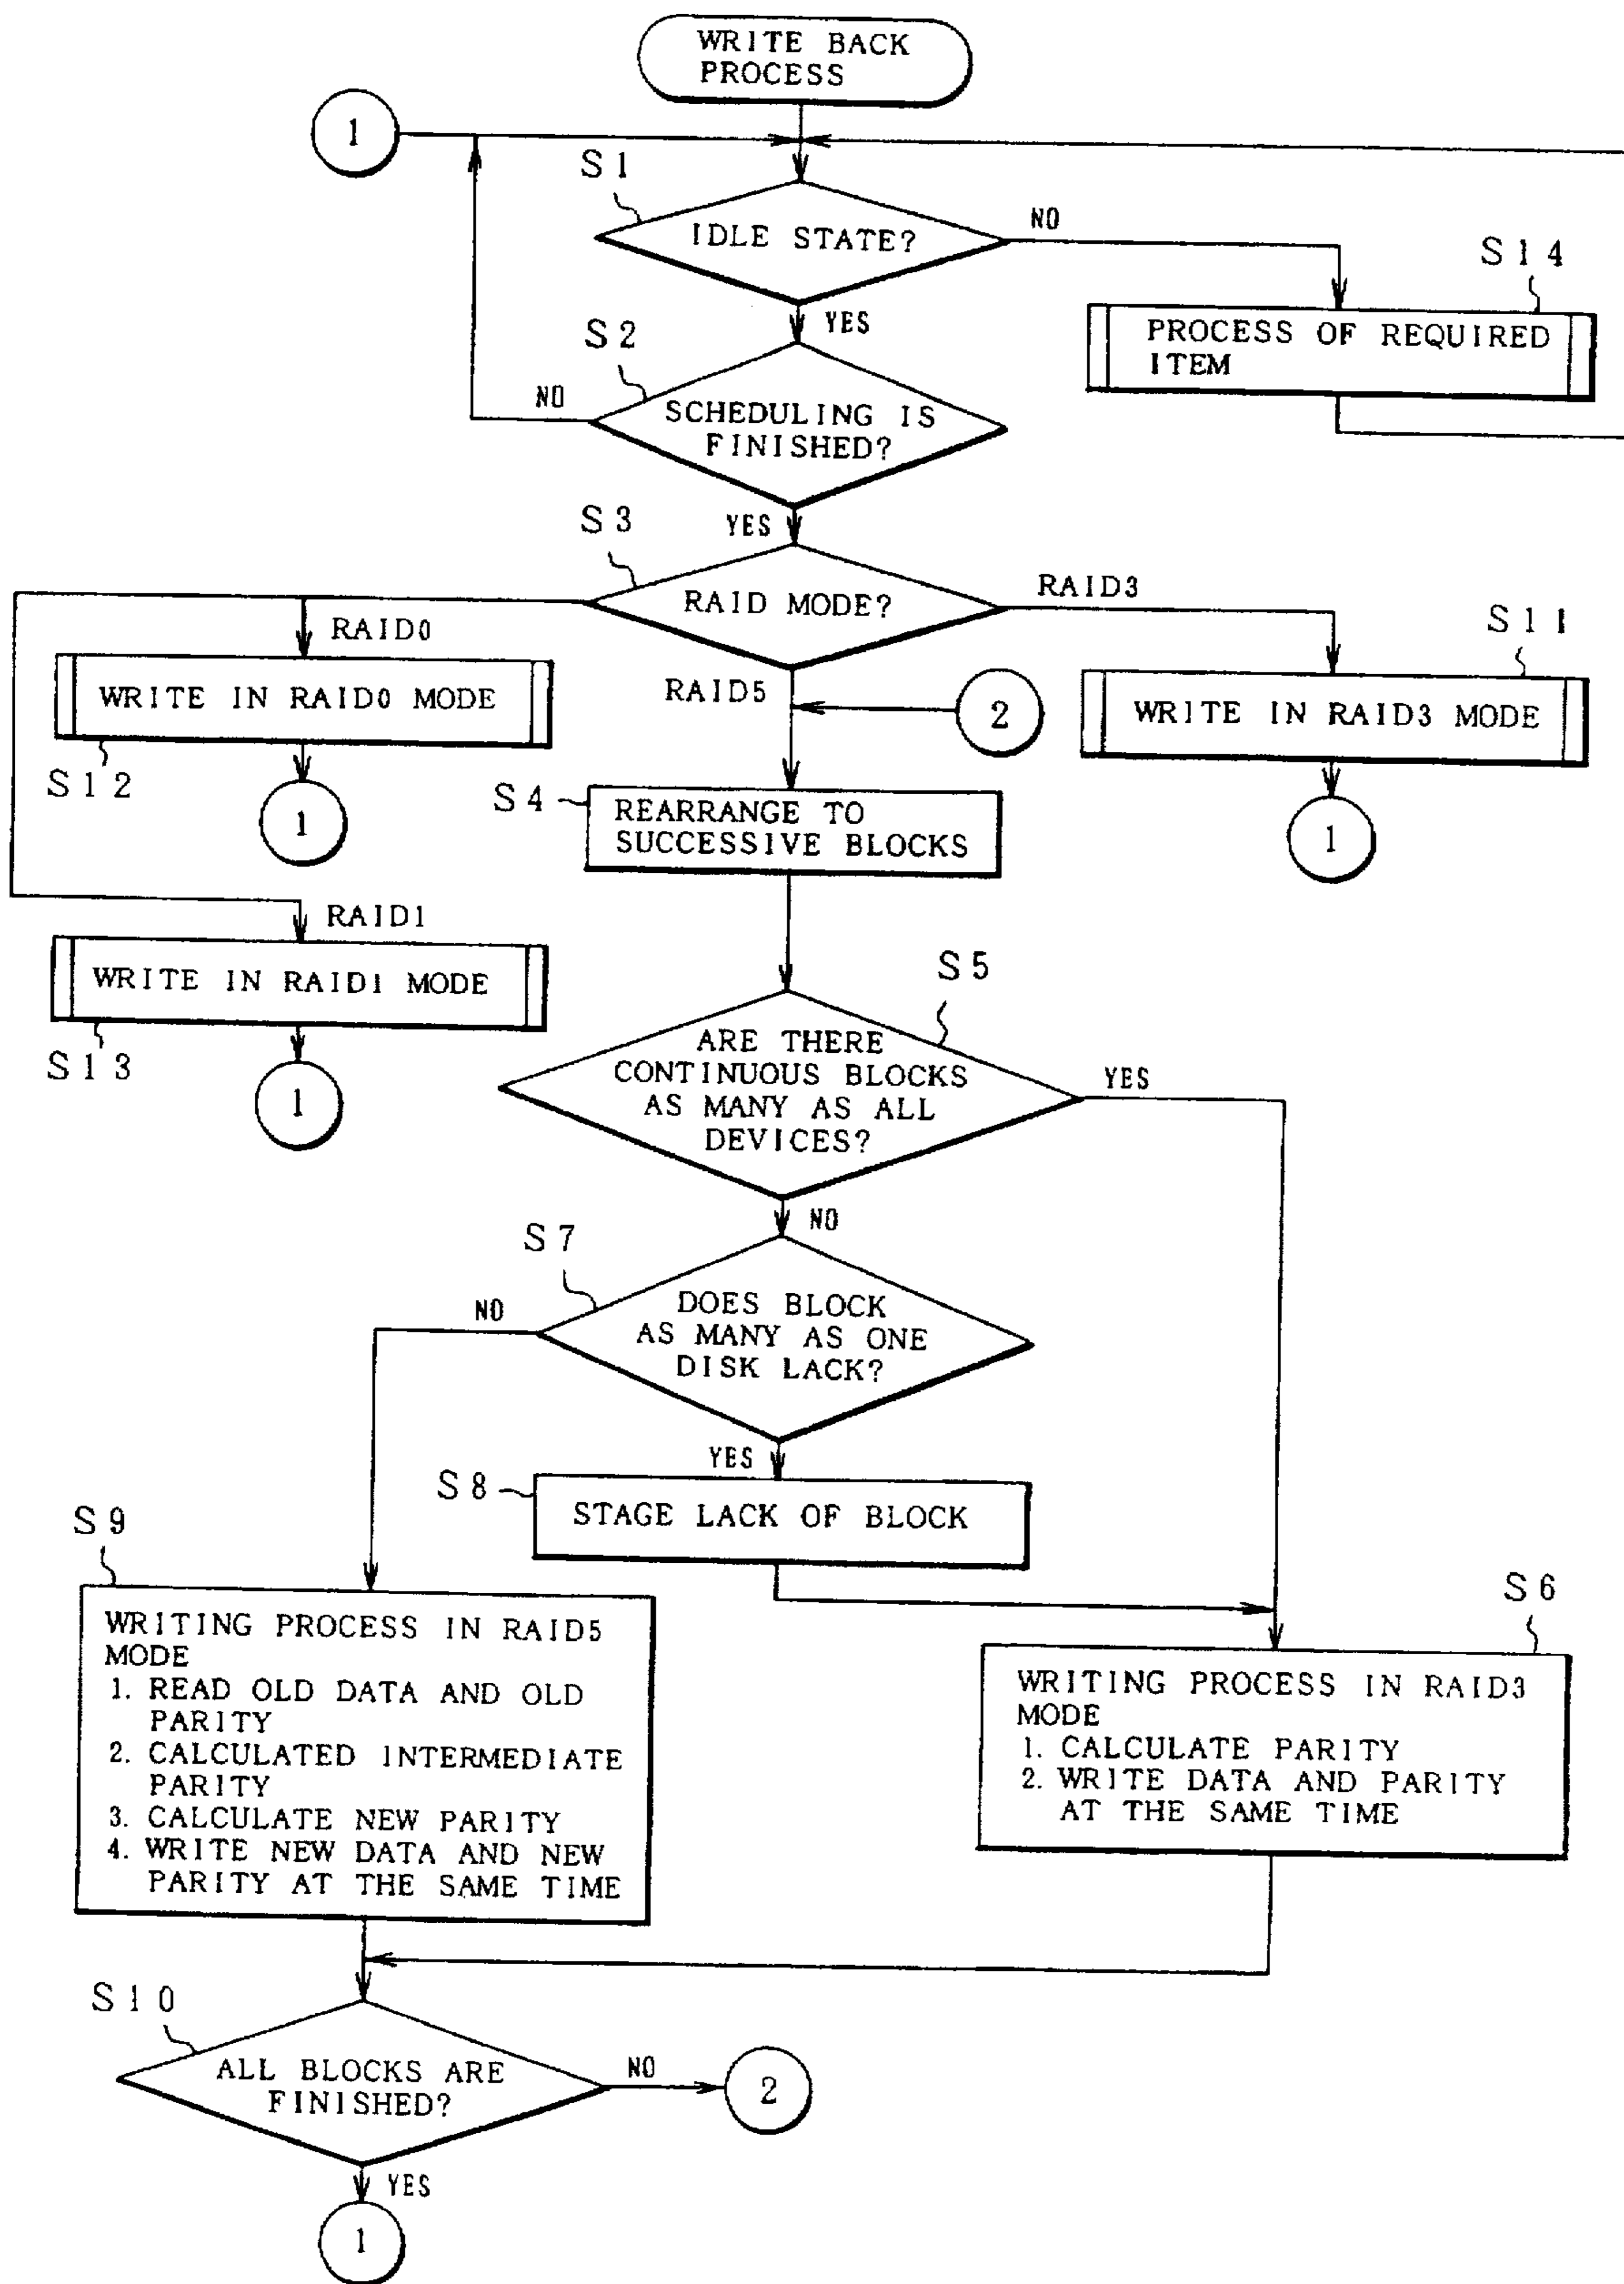 WRITE BACK
PROCESS
1
S1
IDLE STATE?
NO
YES
S14
PROCESS OF REQUIRED
ITEM
S2
SCHEDULING IS
FINISHED?
NO
YES
S3
RAID MODE?
RAID3
S11
WRITE IN RAID3 MODE
1
RAID0
WRITE IN RAID0 MODE
S12
1
RAID5
2
S4
REARRANGE TO
SUCCESSIVE BLOCKS
RAID1
WRITE IN RAID1 MODE
S13
1
S5
ARE THERE
CONTINUOUS BLOCKS
AS MANY AS ALL
DEVICES?
YES
NO
S7
DOES BLOCK
AS MANY AS ONE
DISK LACK?
NO
YES
S8
STAGE LACK OF BLOCK
S9
WRITING PROCESS IN RAID5
MODE
1. READ OLD DATA AND OLD
PARITY
2. CALCULATED INTERMEDIATE
PARITY
3. CALCULATE NEW PARITY
4. WRITE NEW DATA AND NEW
PARITY AT THE SAME TIME
S6
WRITING PROCESS IN RAID3
MODE
1. CALCULATE PARITY
2. WRITE DATA AND PARITY
AT THE SAME TIME
S10
ALL BLOCKS ARE
FINISHED?
NO
2
YES
1